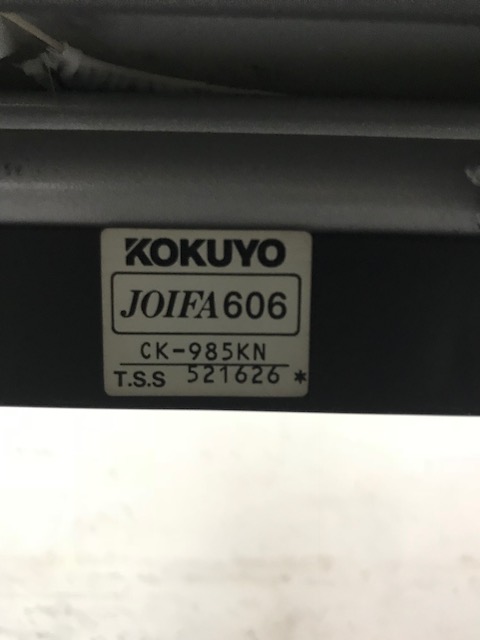 KOKUYO
JOIFA606
CK-985KN
T.S.S 521626 *